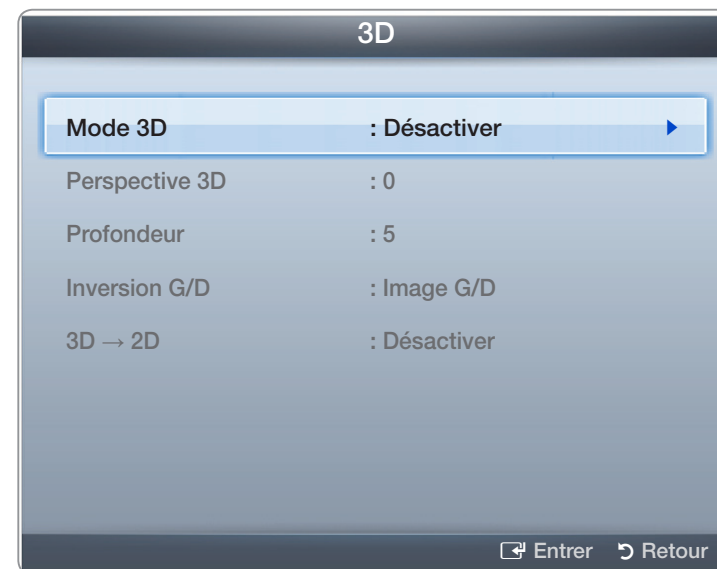 3D
Mode 3D : Désactiver
Perspective 3D : 0
Profondeur : 5
Inversion G/D : Image G/D
3D → 2D : Désactiver
Entrer Retour